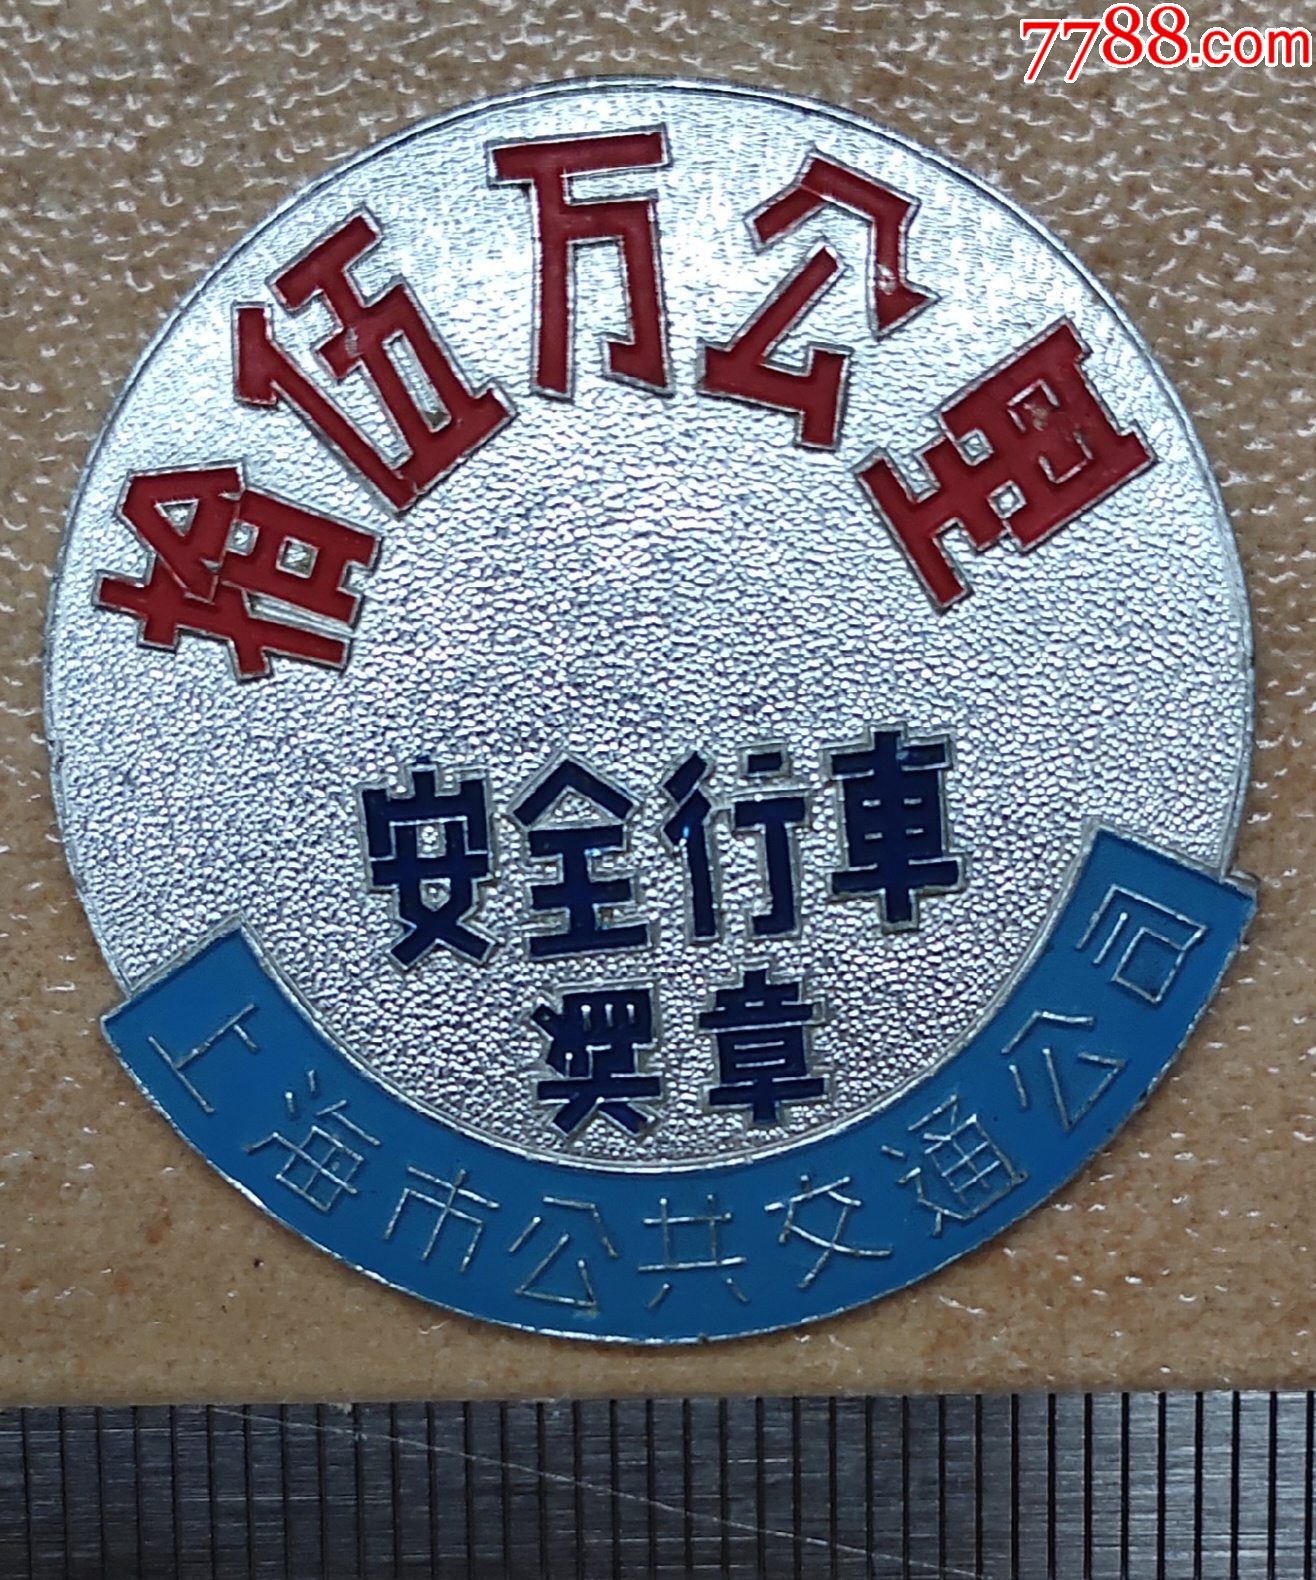 7788.com
拾伍万公里
安全行車
奖章
上海市公共交通公司